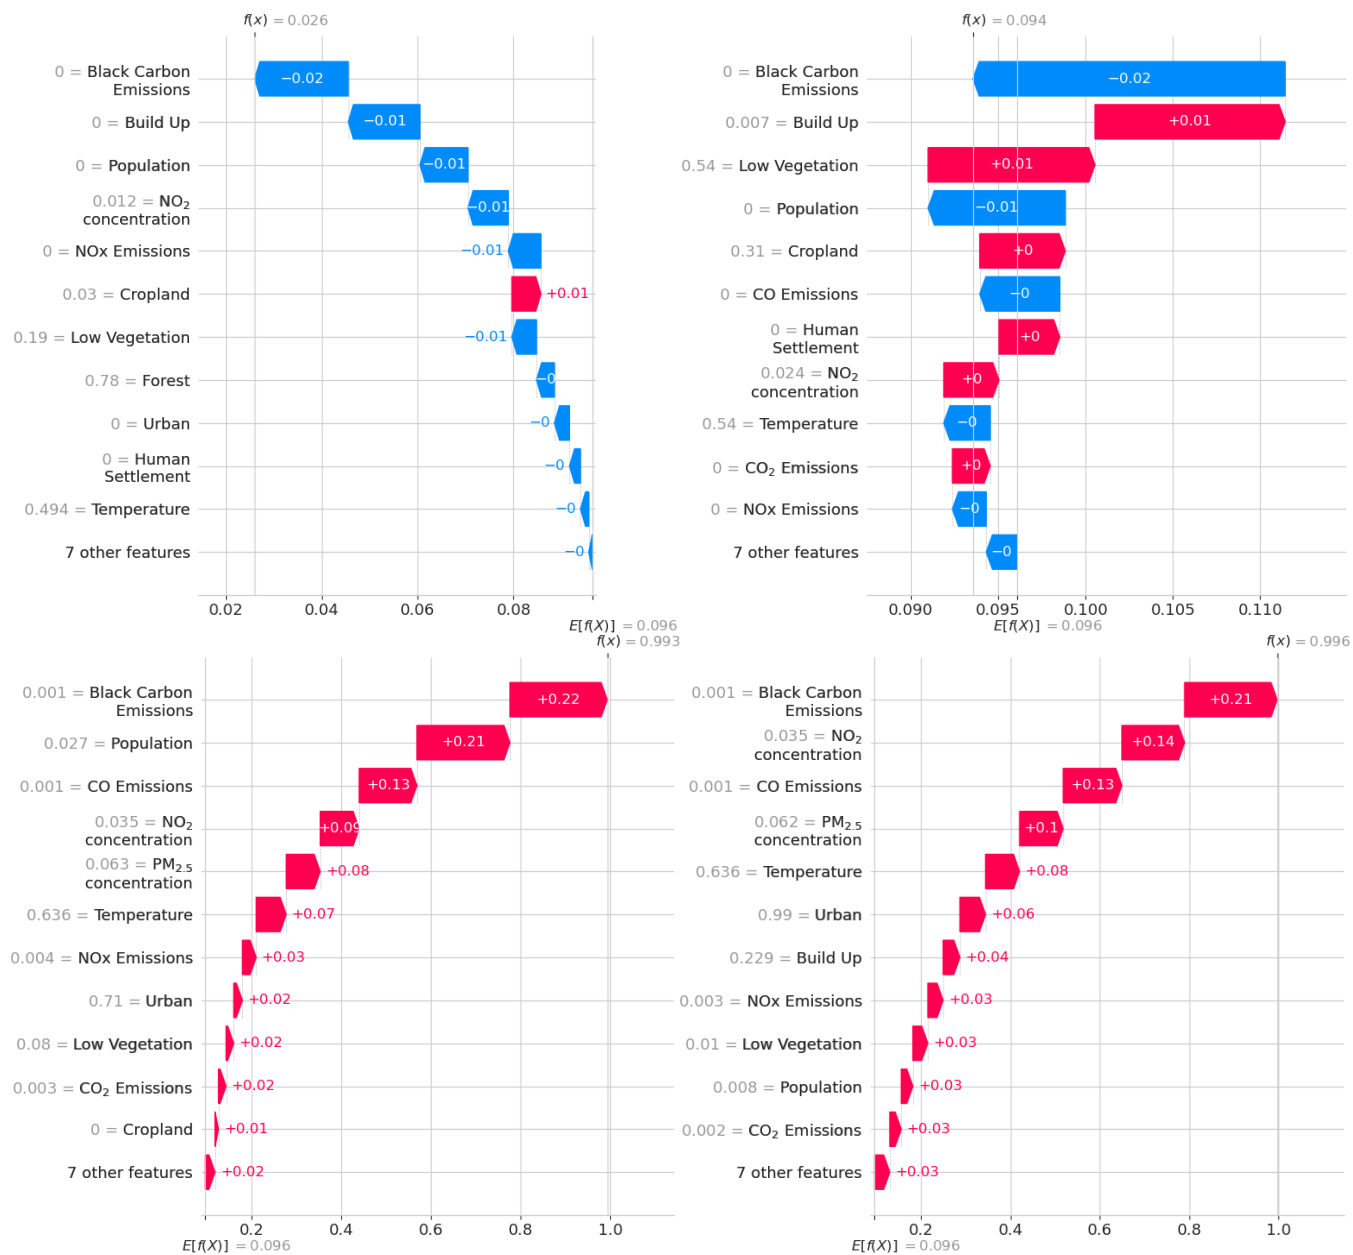 f(x) = 0.026
0 = Black Carbon
Emissions
−0.02
0 = Build Up
−0.01
0 = Population
−0.01
0.012 = NO₂
concentration
−0.01
0 = NOx Emissions
−0.01
0.03 = Cropland
+0.01
0.19 = Low Vegetation
−0.01
0.78 = Forest
−0
0 = Urban
−0
0 = Human
Settlement
−0
0.494 = Temperature
−0
7 other features
−0
0.02 0.04 0.06 0.08
E[f(X)] = 0.096
f(x) = 0.094
0 = Black Carbon
Emissions
−0.02
0.007 = Build Up
+0.01
0.54 = Low Vegetation
+0.01
0 = Population
−0.01
0.31 = Cropland
+0
0 = CO Emissions
−0
0 = Human
Settlement
+0
0.024 = NO₂
concentration
+0
0.54 = Temperature
−0
0 = CO₂ Emissions
+0
0 = NOx Emissions
−0
7 other features
−0
0.090 0.095 0.100 0.105 0.110
E[f(X)] = 0.096
f(x) = 0.993
0.001 = Black Carbon
Emissions
+0.22
0.027 = Population
+0.21
0.001 = CO Emissions
+0.13
0.035 = NO₂
concentration
+0.09
0.063 = PM₂.₅
concentration
+0.08
0.636 = Temperature
+0.07
0.004 = NOx Emissions
+0.03
0.71 = Urban
+0.02
0.08 = Low Vegetation
+0.02
0.003 = CO₂ Emissions
+0.02
0 = Cropland
+0.01
7 other features
+0.02
0.2 0.4 0.6 0.8 1.0
E[f(X)] = 0.096
f(x) = 0.996
0.001 = Black Carbon
Emissions
+0.21
0.035 = NO₂
concentration
+0.14
0.001 = CO Emissions
+0.13
0.062 = PM₂.₅
concentration
+0.1
0.636 = Temperature
+0.08
0.99 = Urban
+0.06
0.229 = Build Up
+0.04
0.003 = NOx Emissions
+0.03
0.01 = Low Vegetation
+0.03
0.008 = Population
+0.03
0.002 = CO₂ Emissions
+0.03
7 other features
+0.03
0.2 0.4 0.6 0.8 1.0
E[f(X)] = 0.096